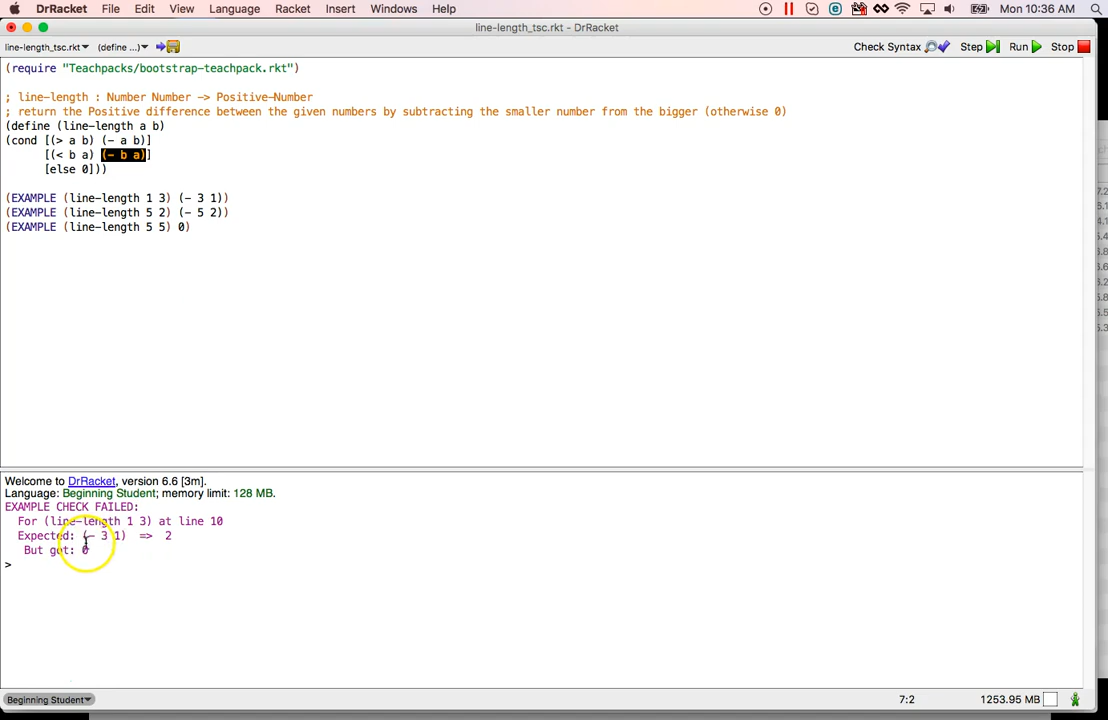 DrRacket File Edit View Language Racket Insert Windows Help Mon 10:36 AM
line-length_tsc.rkt - DrRacket
line-length_tsc.rkt (define ...) Check Syntax Step Run Stop
(require "Teachpacks/bootstrap-teachpack.rkt")
; line-length : Number Number -> Positive-Number
; return the Positive difference between the given numbers by subtracting the smaller number from the bigger (otherwise 0)
(define (line-length a b)
(cond [(> a b) (- a b)]
[(< b a) (- b a)]
[else 0]))
(EXAMPLE (line-length 1 3) (- 3 1))
(EXAMPLE (line-length 5 2) (- 5 2))
(EXAMPLE (line-length 5 5) 0)
Welcome to DrRacket, version 6.6 [3m].
Language: Beginning Student; memory limit: 128 MB.
EXAMPLE CHECK FAILED:
For (line-length 1 3) at line 10
Expected: (- 3 1) => 2
But got: 0
>
Beginning Student 7:2 1253.95 MB